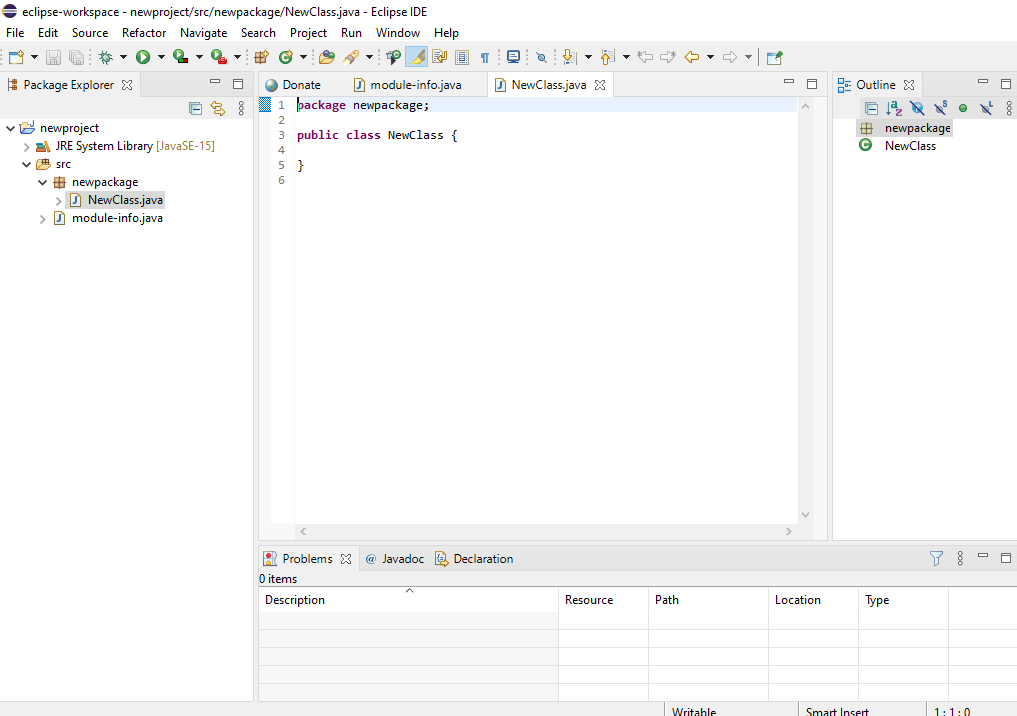 eclipse-workspace - newproject/src/newpackage/NewClass.java - Eclipse IDE
File Edit Source Refactor Navigate Search Project Run Window Help
Package Explorer
newproject
JRE System Library [JavaSE-15]
src
newpackage
NewClass.java
module-info.java
Donate module-info.java NewClass.java
1 package newpackage;
2
3 public class NewClass {
4
5 }
6
Outline
newpackage
NewClass
Problems @ Javadoc Declaration
0 items
Description Resource Path Location Type
Writable Smart Insert 1 : 1 : 0